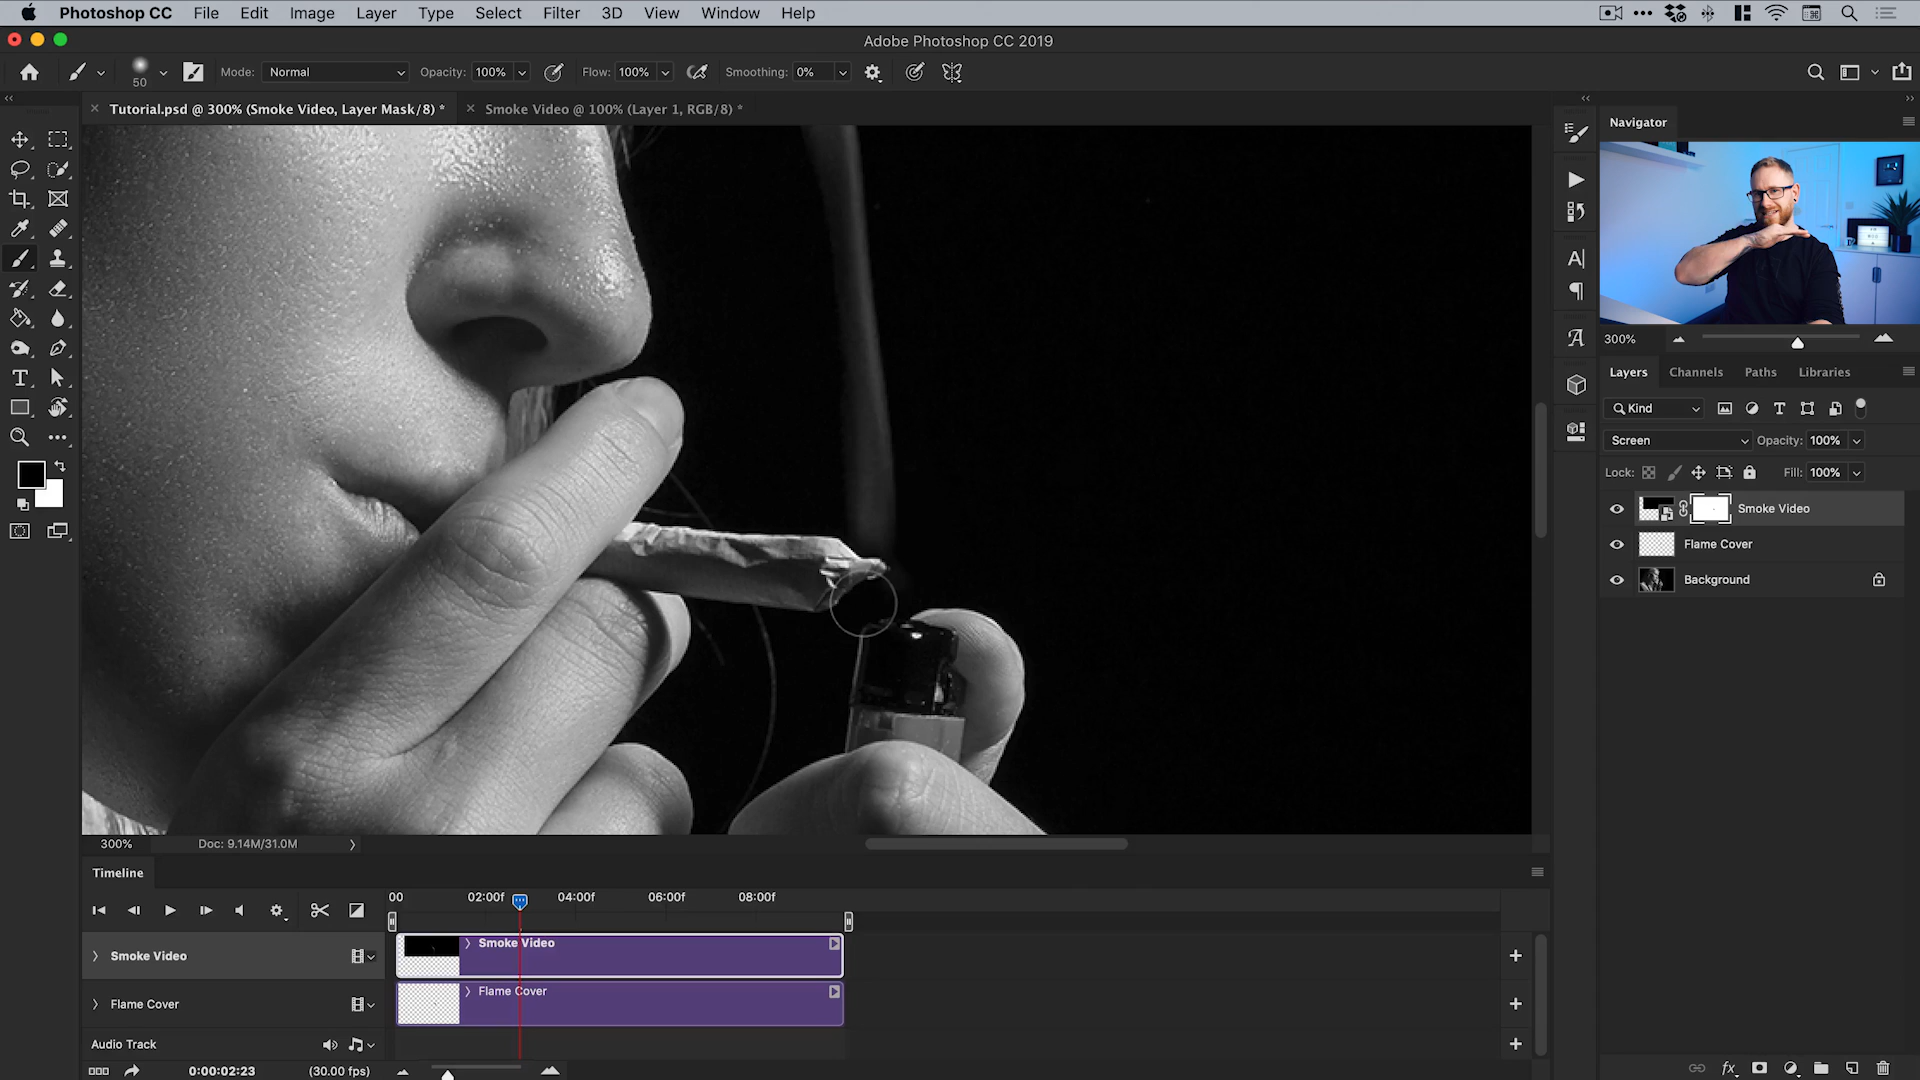 Photoshop CC File Edit Image Layer Type Select Filter 3D View Window Help
Adobe Photoshop CC 2019
50 Mode: Normal Opacity: 100% Flow: 100% Smoothing: 0%
Tutorial.psd @ 300% (Smoke Video, Layer Mask/8) * Smoke Video @ 100% (Layer 1, RGB/8) *
Navigator
300%
Layers Channels Paths Libraries
Kind
Screen Opacity: 100%
Lock: Fill: 100%
Smoke Video
Flame Cover
Background
300% Doc: 9.14M/31.0M
Timeline
00 02:00f 04:00f 06:00f 08:00f
Smoke Video
Smoke Video
Flame Cover
Flame Cover
Audio Track
0:00:02:23 (30.00 fps)